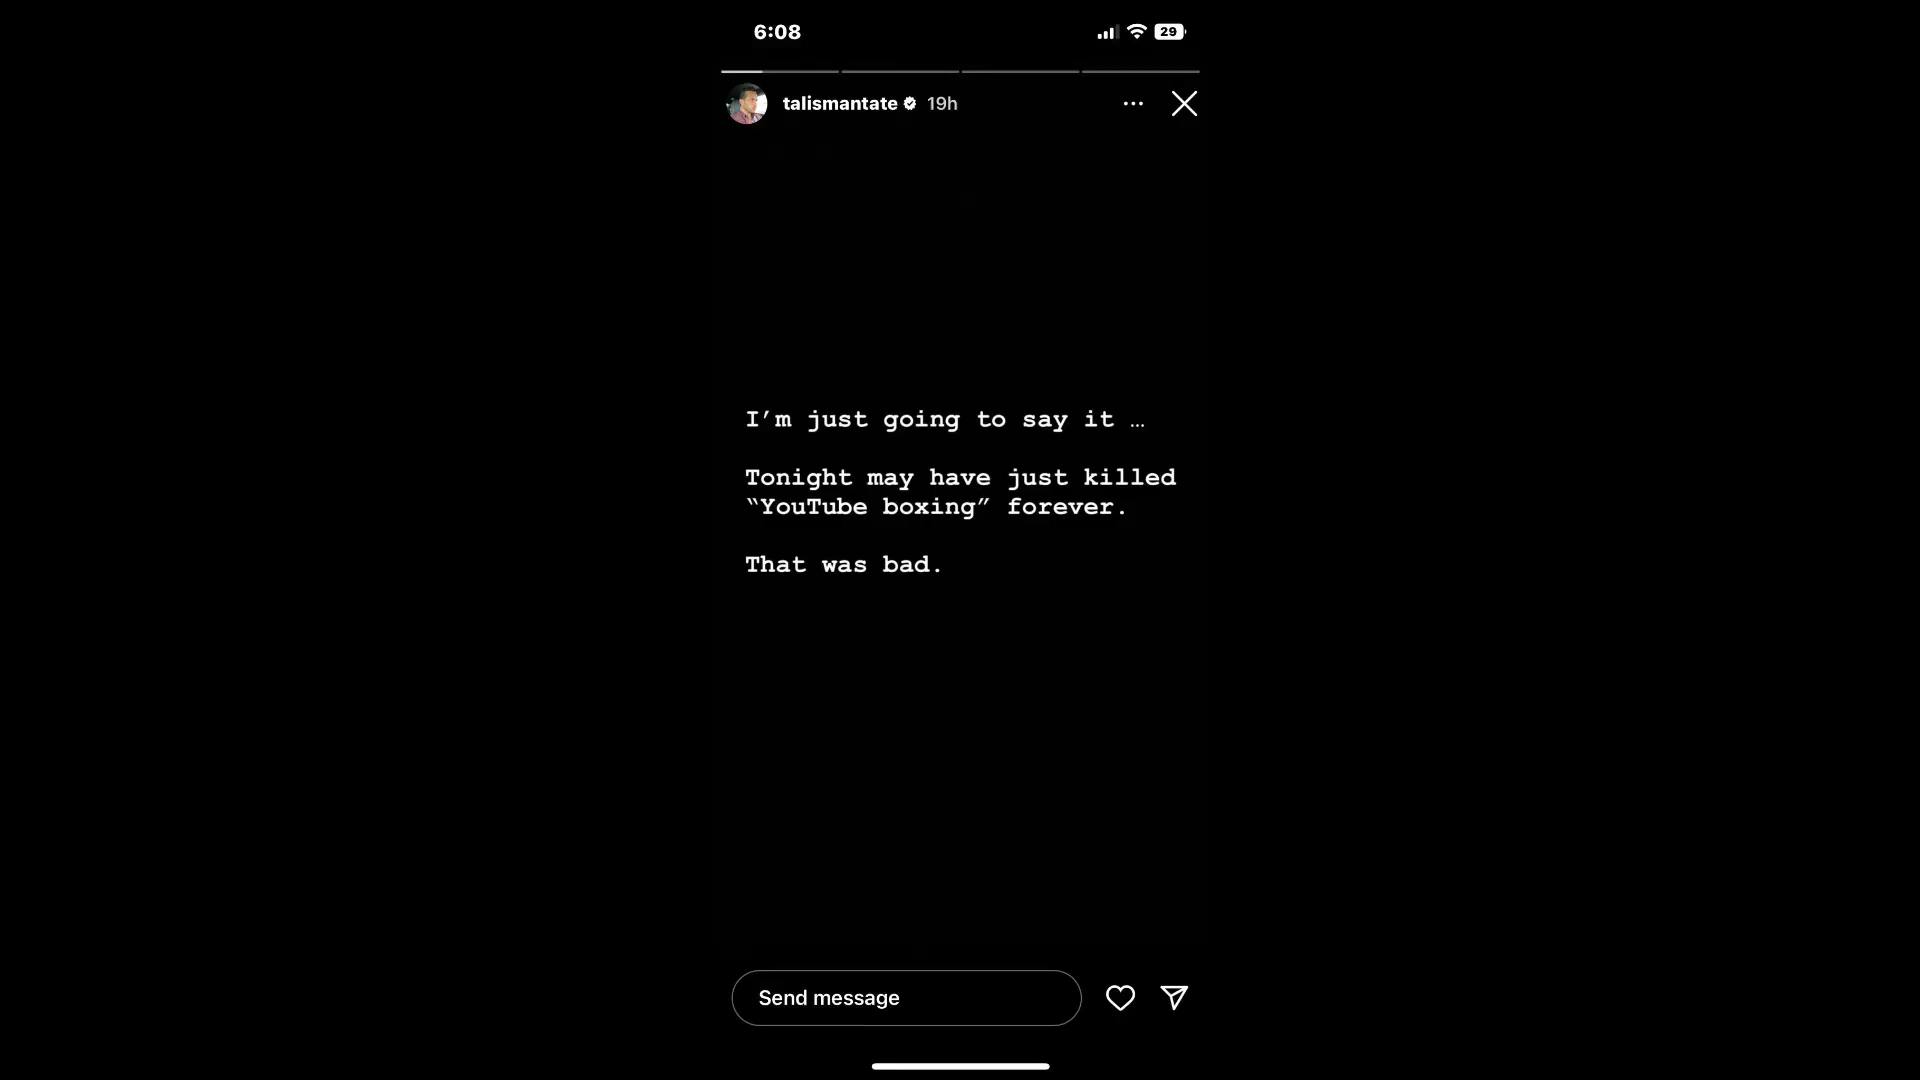 6:08
29
talismantate 19h
I’m just going to say it …
Tonight may have just killed
“YouTube boxing” forever.
That was bad.
Send message